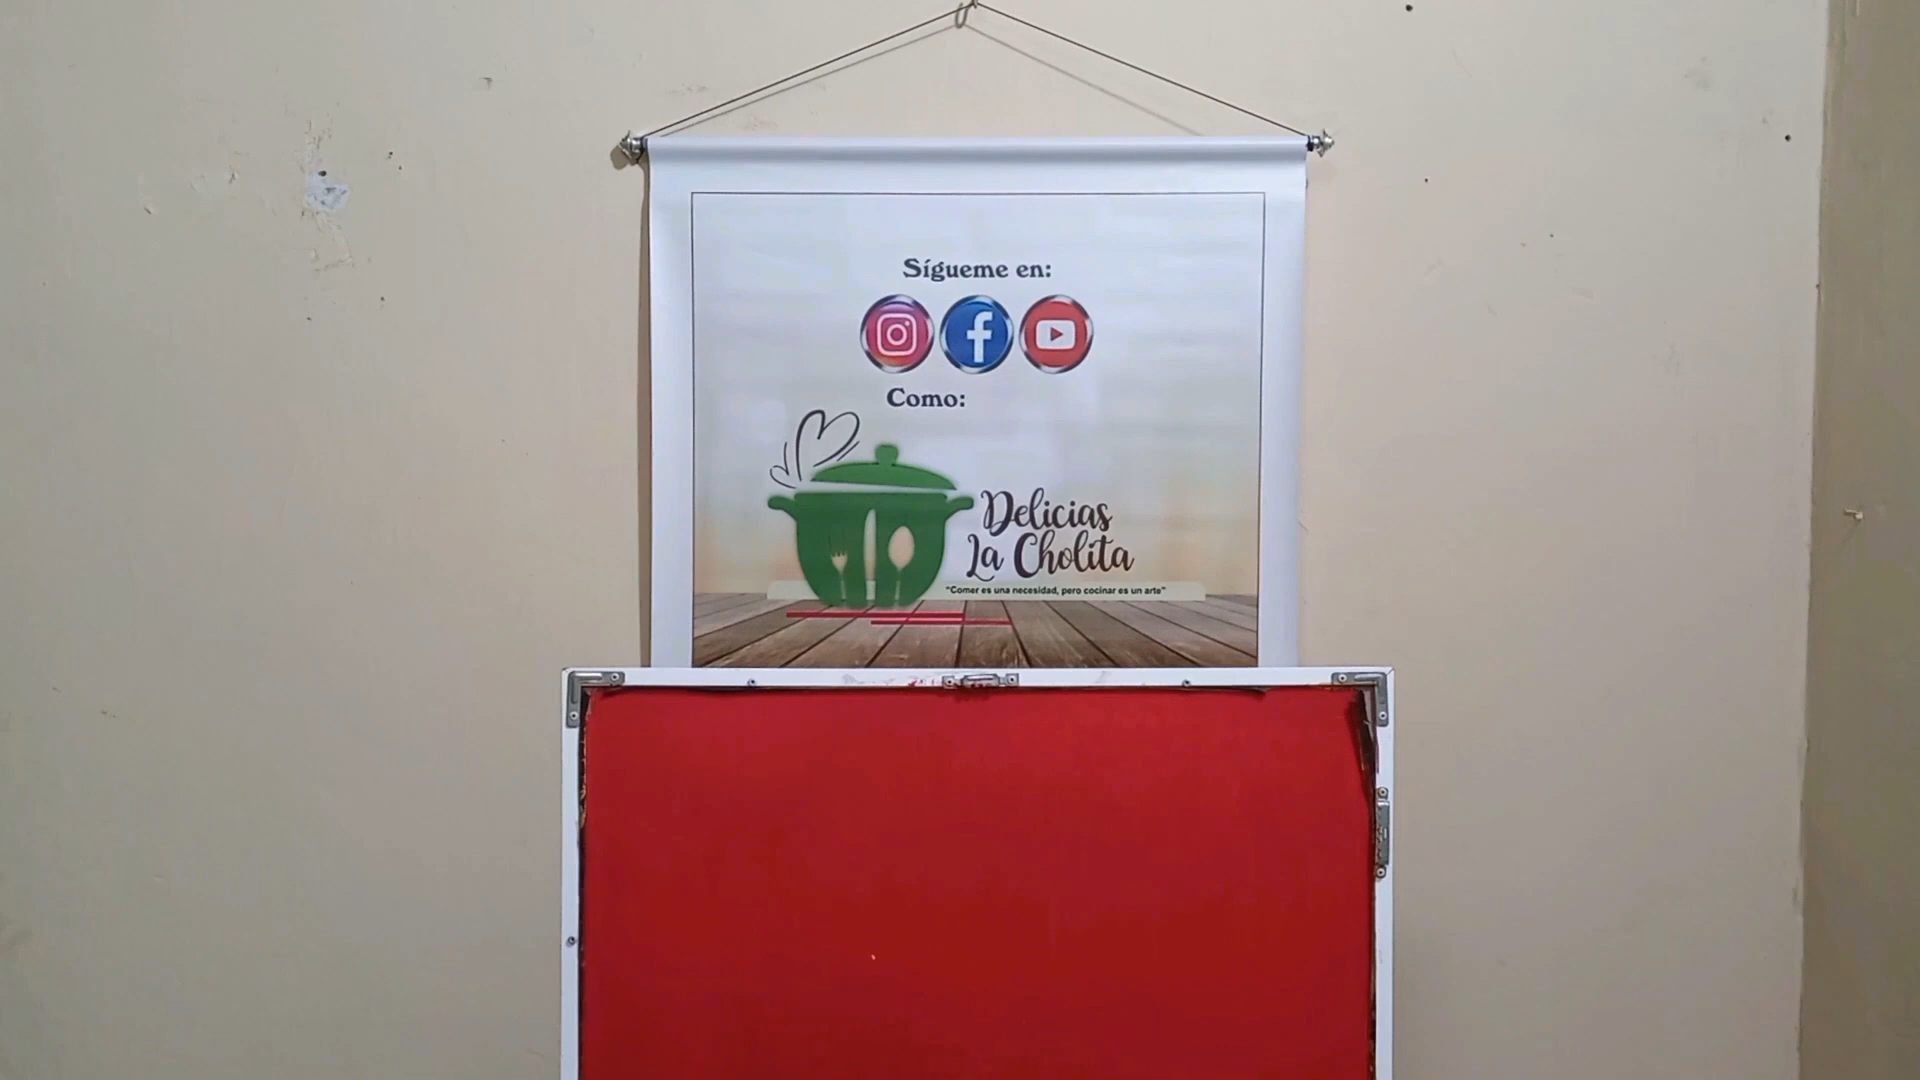 Sígueme en:
Como:
Delicias
La Cholita
"Comer es una necesidad, pero cocinar es un arte"